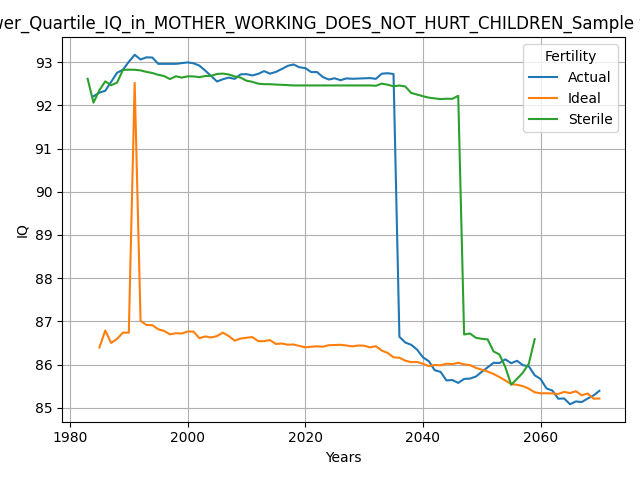 wer_Quartile_IQ_in_MOTHER_WORKING_DOES_NOT_HURT_CHILDREN_Sample
Fertility
Actual
Ideal
Sterile
93
92
91
90
89
88
87
86
85
IQ
1980
2000
2020
2040
2060
Years